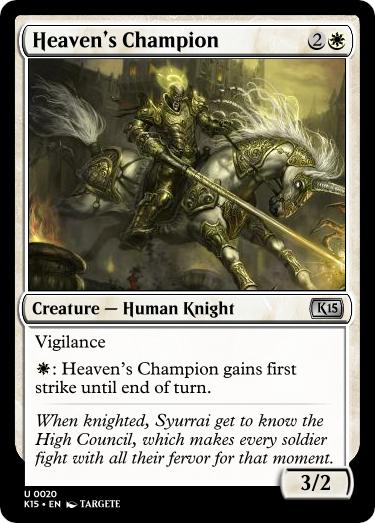 Heaven's Champion 2
Creature — Human Knight K15
Vigilance
: Heaven's Champion gains first
strike until end of turn.
When knighted, Syurrai get to know the
High Council, which makes every soldier
fight with all their fervor for that moment.
3/2
U 0020
K15 • EN TARGETE